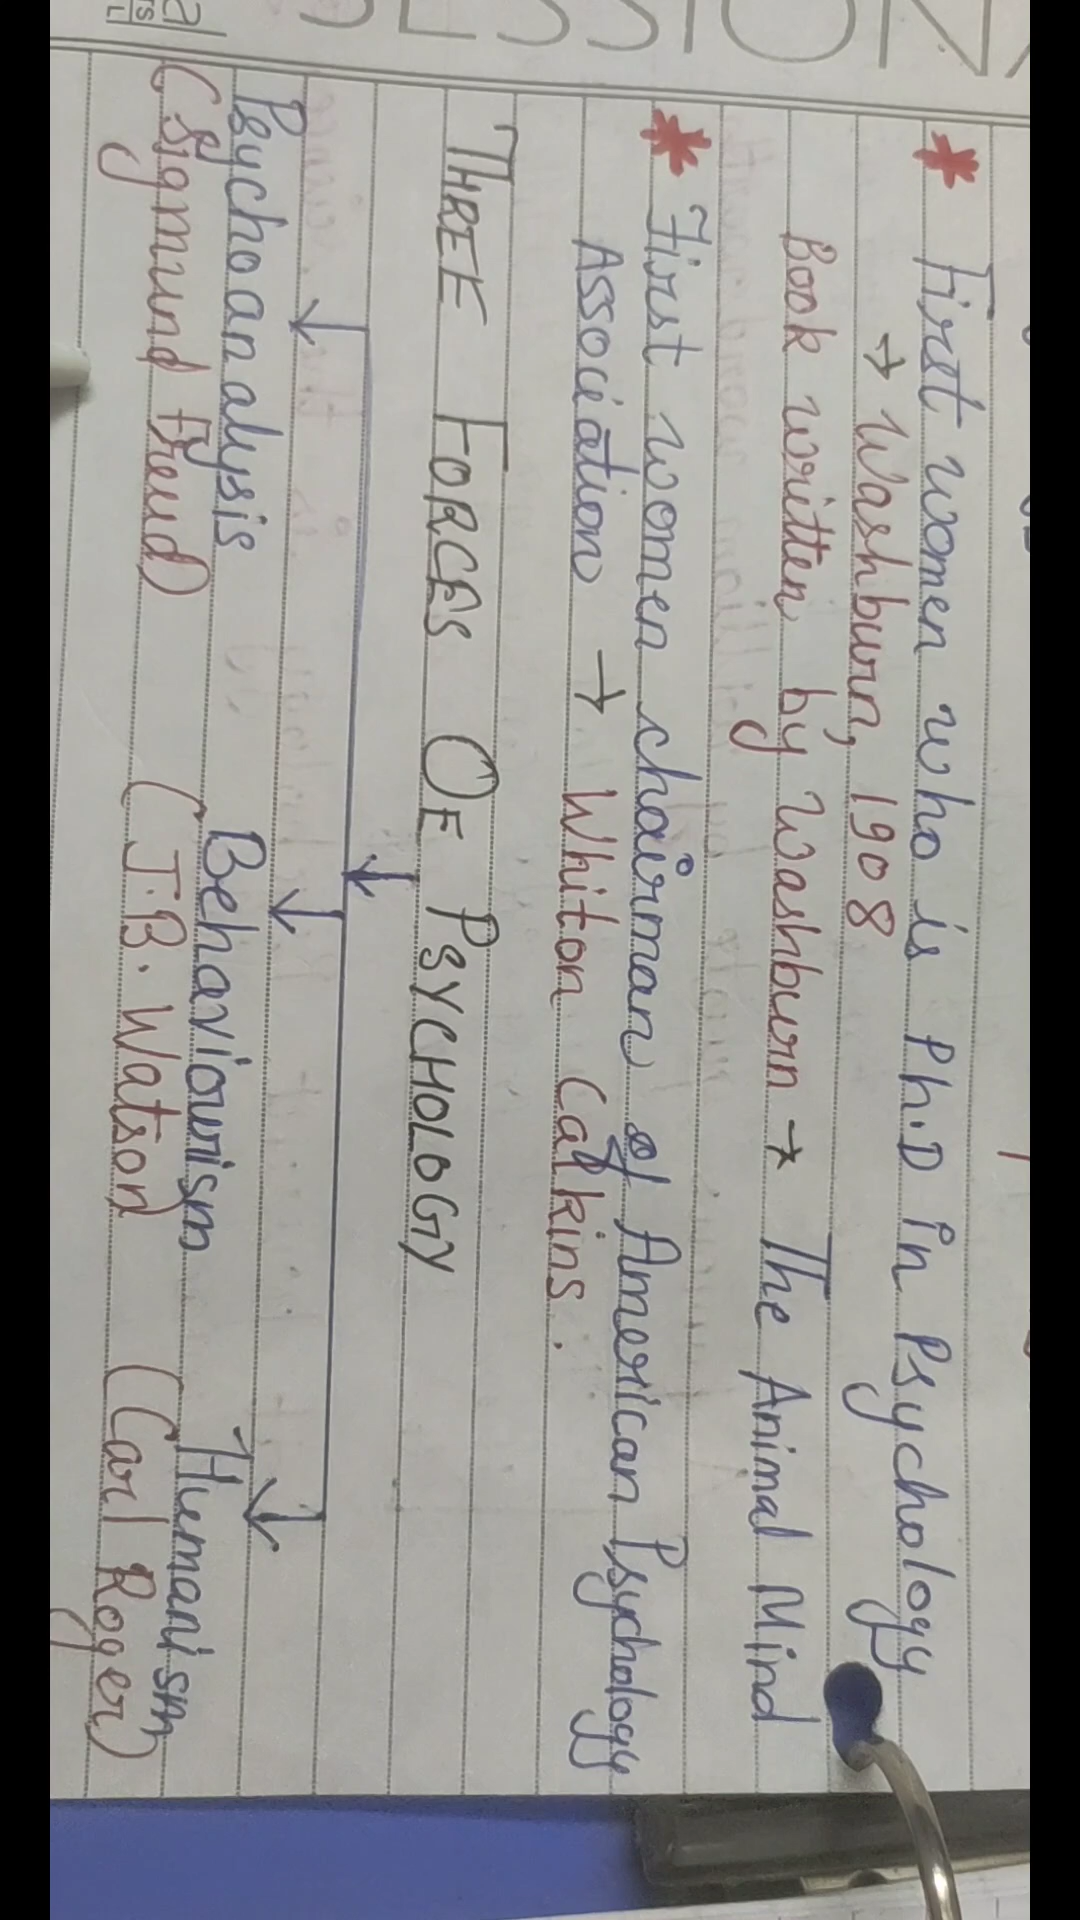 SESSION
* First women who is Ph.D in Psychology
→ Washburn, 1908
Book written by Washburn → The Animal Mind
* First women chairman of American Psychology
Association → Whiton Calkins.
THREE FORCES OF PSYCHOLOGY
Psychoanalysis Behaviourism Humanism
(Sigmund Freud) (J.B. Watson) (Carl Roger)